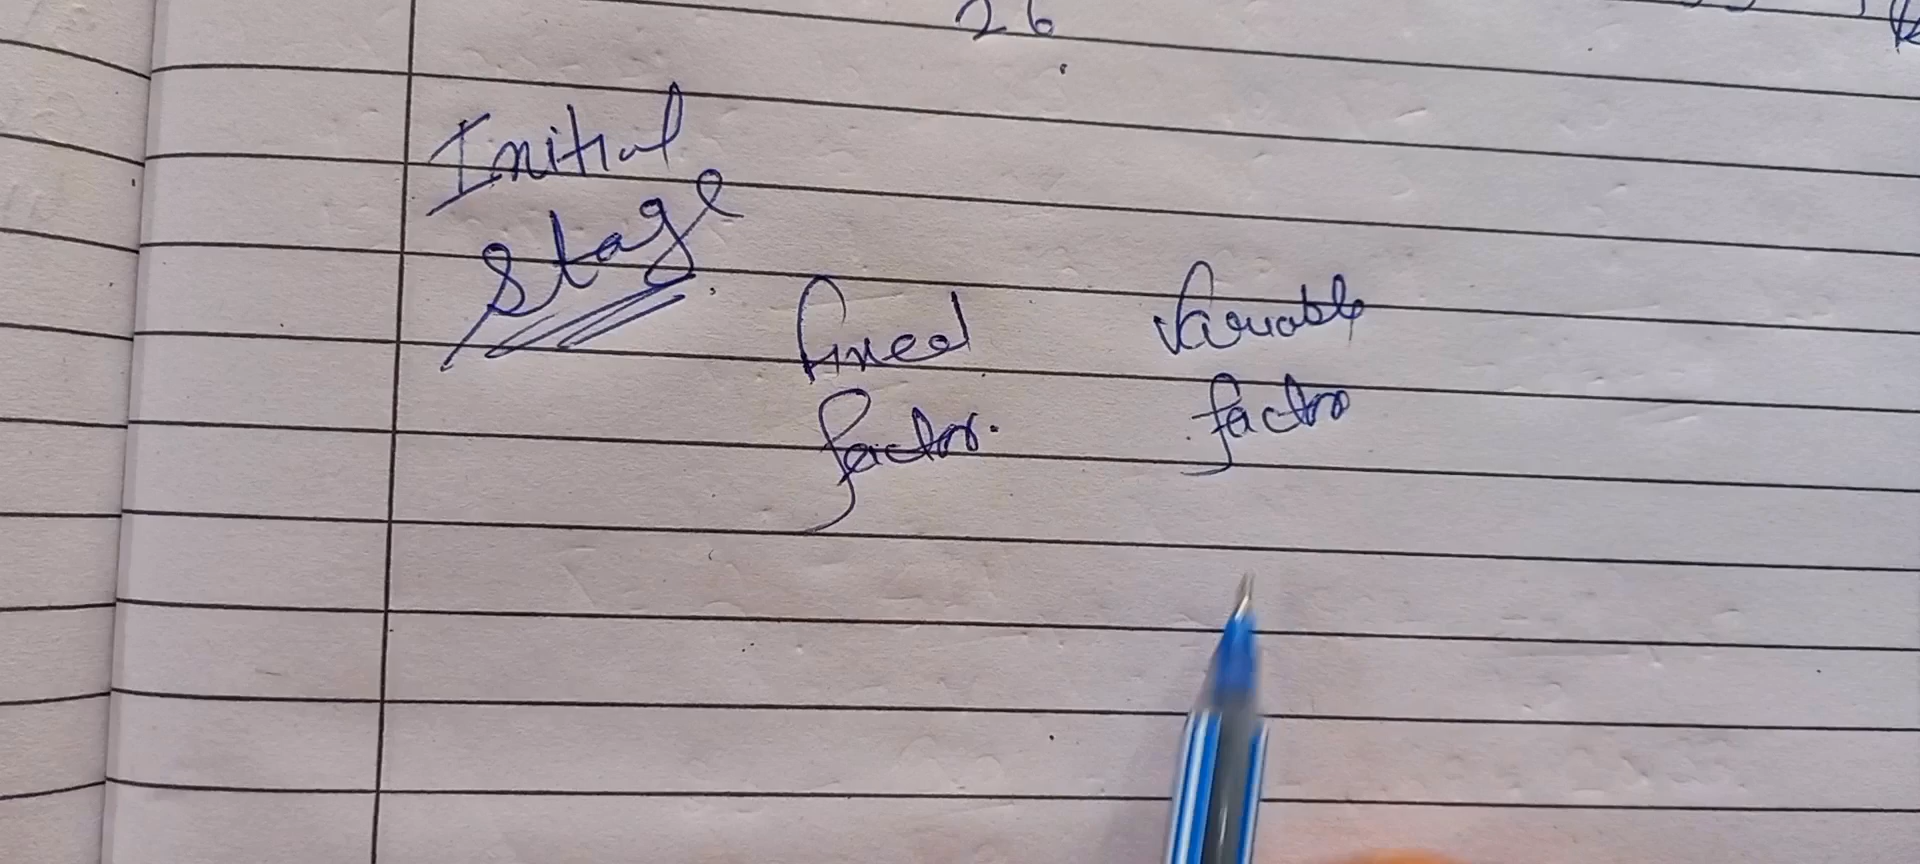 26
Initial
stage
fixed
factor.
Variable
factor